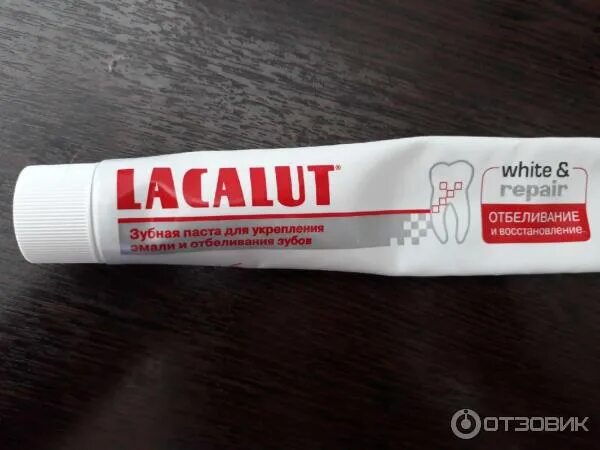 LACALUT®
Зубная паста для укрепления
эмали и отбеливания зубов
white &
repair
ОТБЕЛИВАНИЕ
И ВОССТАНОВЛЕНИЕ
ОТЗОВИК